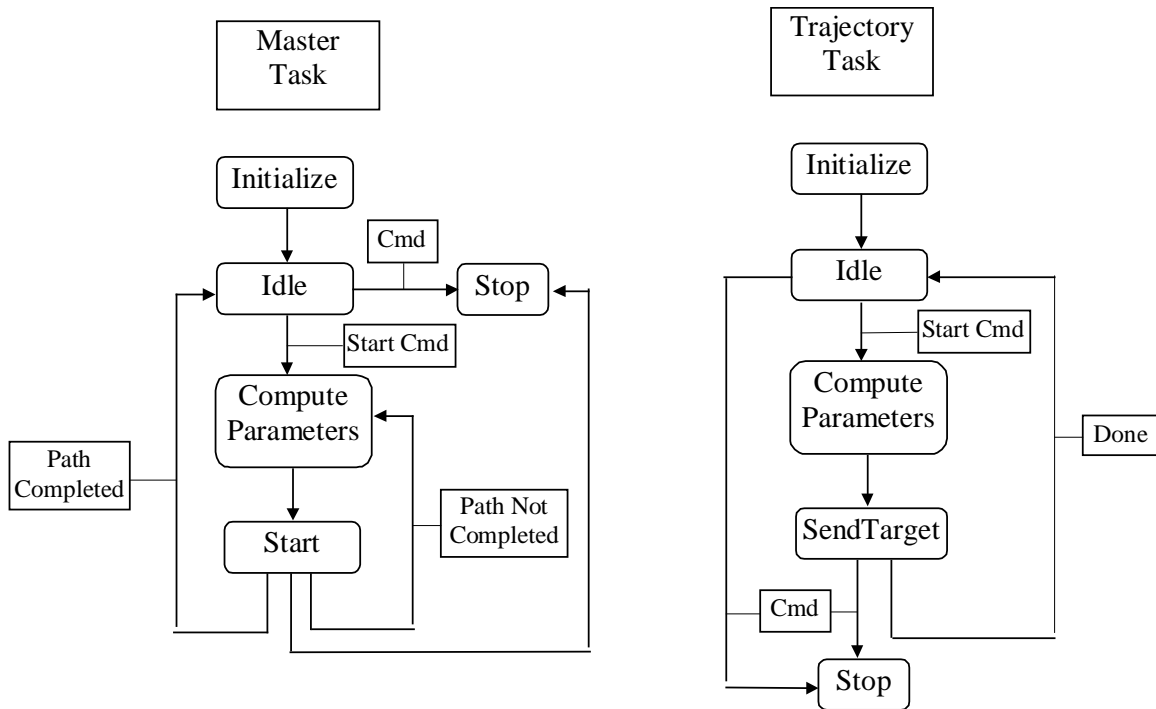 Master
Task
Initialize
Cmd
Idle
Stop
Start Cmd
Compute
Parameters
Path
Completed
Path Not
Completed
Start
Trajectory
Task
Initialize
Idle
Start Cmd
Compute
Parameters
Done
SendTarget
Cmd
Stop